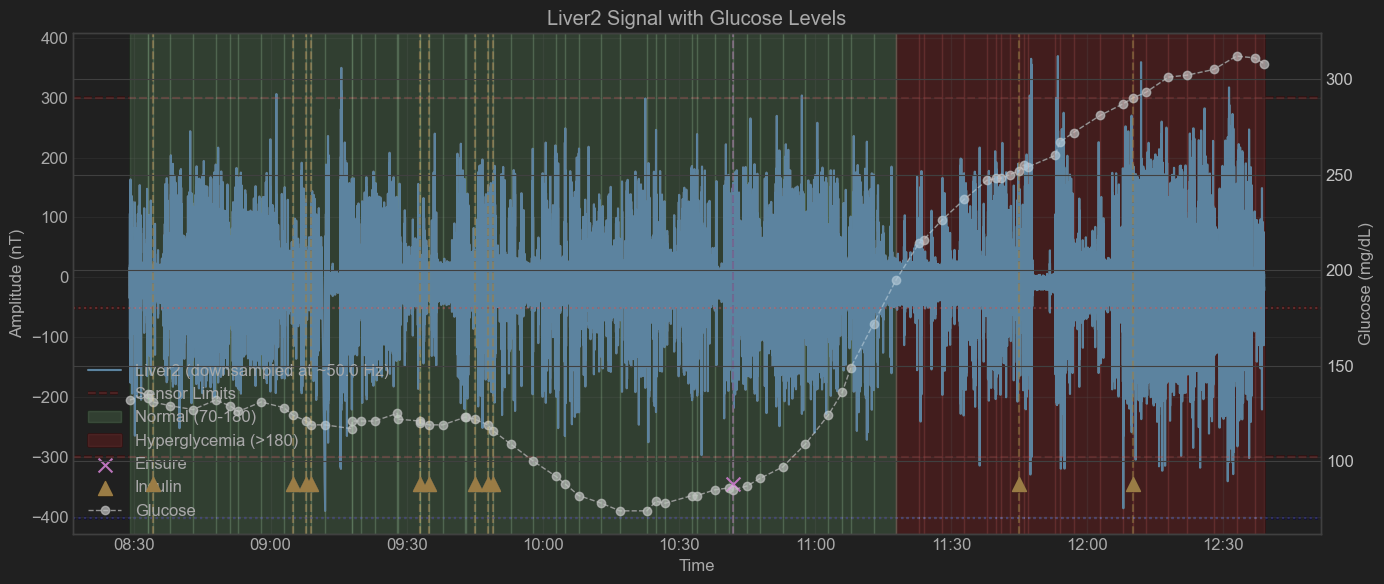 Liver2 Signal with Glucose Levels
400
300
200
100
0
−100
−200
−300
−400
Amplitude (nT)
300
250
200
150
100
Glucose (mg/dL)
Liver2 (downsampled at ~50.0 Hz)
Sensor Limits
Normal (70-180)
Hyperglycemia (>180)
Ensure
Insulin
Glucose
08:30 09:00 09:30 10:00 10:30 11:00 11:30 12:00 12:30
Time